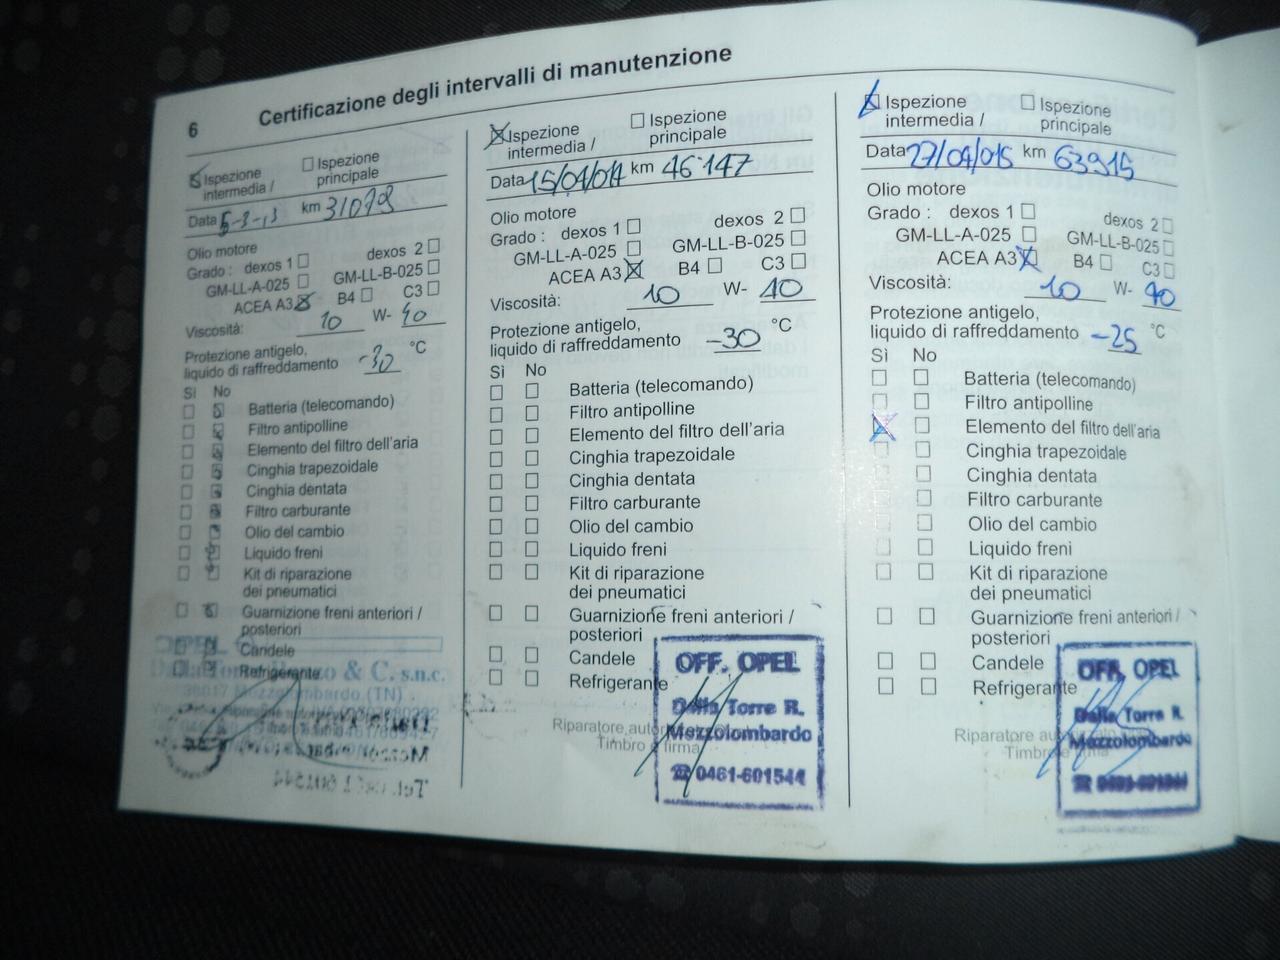 6
Certificazione degli intervalli di manutenzione
Ispezione intermedia /
Ispezione principale
Data 5-3-13 km 31079
Olio motore
Grado : dexos 1 dexos 2
GM-LL-A-025 GM-LL-B-025
ACEA A3 B4 C3
Viscosità: 10 W- 40
Protezione antigelo,
liquido di raffreddamento -30 °C
Sì No
Batteria (telecomando)
Filtro antipolline
Elemento del filtro dell'aria
Cinghia trapezoidale
Cinghia dentata
Filtro carburante
Olio del cambio
Liquido freni
Kit di riparazione
dei pneumatici
Guarnizione freni anteriori /
posteriori
Candele
Refrigerante
& C. s.n.c.
38017 Mezzolombardo (TN)
Ispezione intermedia /
Ispezione principale
Data 15/04/014 km 46147
Olio motore
Grado : dexos 1 dexos 2
GM-LL-A-025 GM-LL-B-025
ACEA A3 B4 C3
Viscosità: 10 W- 40
Protezione antigelo,
liquido di raffreddamento -30 °C
Sì No
Batteria (telecomando)
Filtro antipolline
Elemento del filtro dell'aria
Cinghia trapezoidale
Cinghia dentata
Filtro carburante
Olio del cambio
Liquido freni
Kit di riparazione
dei pneumatici
Guarnizione freni anteriori /
posteriori
Candele
Refrigerante
Riparatore
Timbro e firma
OFF. OPEL
Dalla Torre R.
Mezzolombardo
☎ 0461-601544
Ispezione intermedia /
Ispezione principale
Data 27/04/015 km 63915
Olio motore
Grado : dexos 1 dexos 2
GM-LL-A-025 GM-LL-B-025
ACEA A3 B4 C3
Viscosità: 10 W- 40
Protezione antigelo,
liquido di raffreddamento -25 °C
Sì No
Batteria (telecomando)
Filtro antipolline
Elemento del filtro dell'aria
Cinghia trapezoidale
Cinghia dentata
Filtro carburante
Olio del cambio
Liquido freni
Kit di riparazione
dei pneumatici
Guarnizione freni anteriori /
posteriori
Candele
Refrigerante
Riparatore
Timbro
OFF. OPEL
Dalla Torre R.
Mezzolombardo